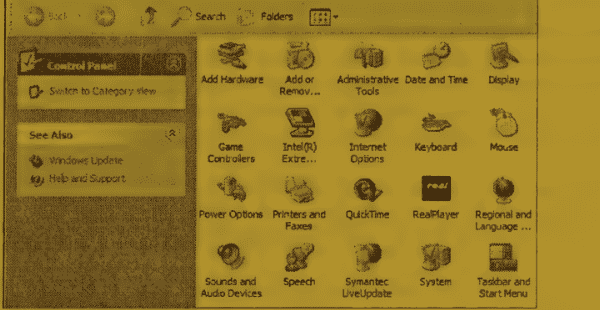 Back Search Folders
Control Panel
Switch to Category View
See Also
Windows Update
Help and Support
Add Hardware
Add or
Remov...
Administrative
Tools
Date and Time
Display
Game
Controllers
Intel(R)
Extre...
Internet
Options
Keyboard
Mouse
Power Options
Printers and
Faxes
QuickTime
real
RealPlayer
Regional and
Language ...
Sounds and
Audio Devices
Speech
Symantec
LiveUpdate
System
Taskbar and
Start Menu